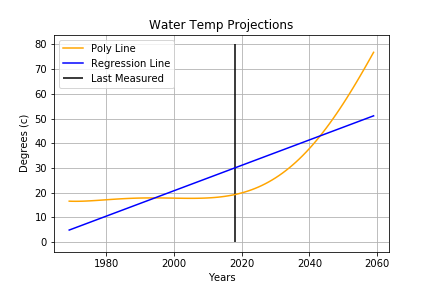 Water Temp Projections
Poly Line
Regression Line
Last Measured
80
70
60
50
40
30
20
10
0
Degrees (c)
1980 2000 2020 2040 2060
Years